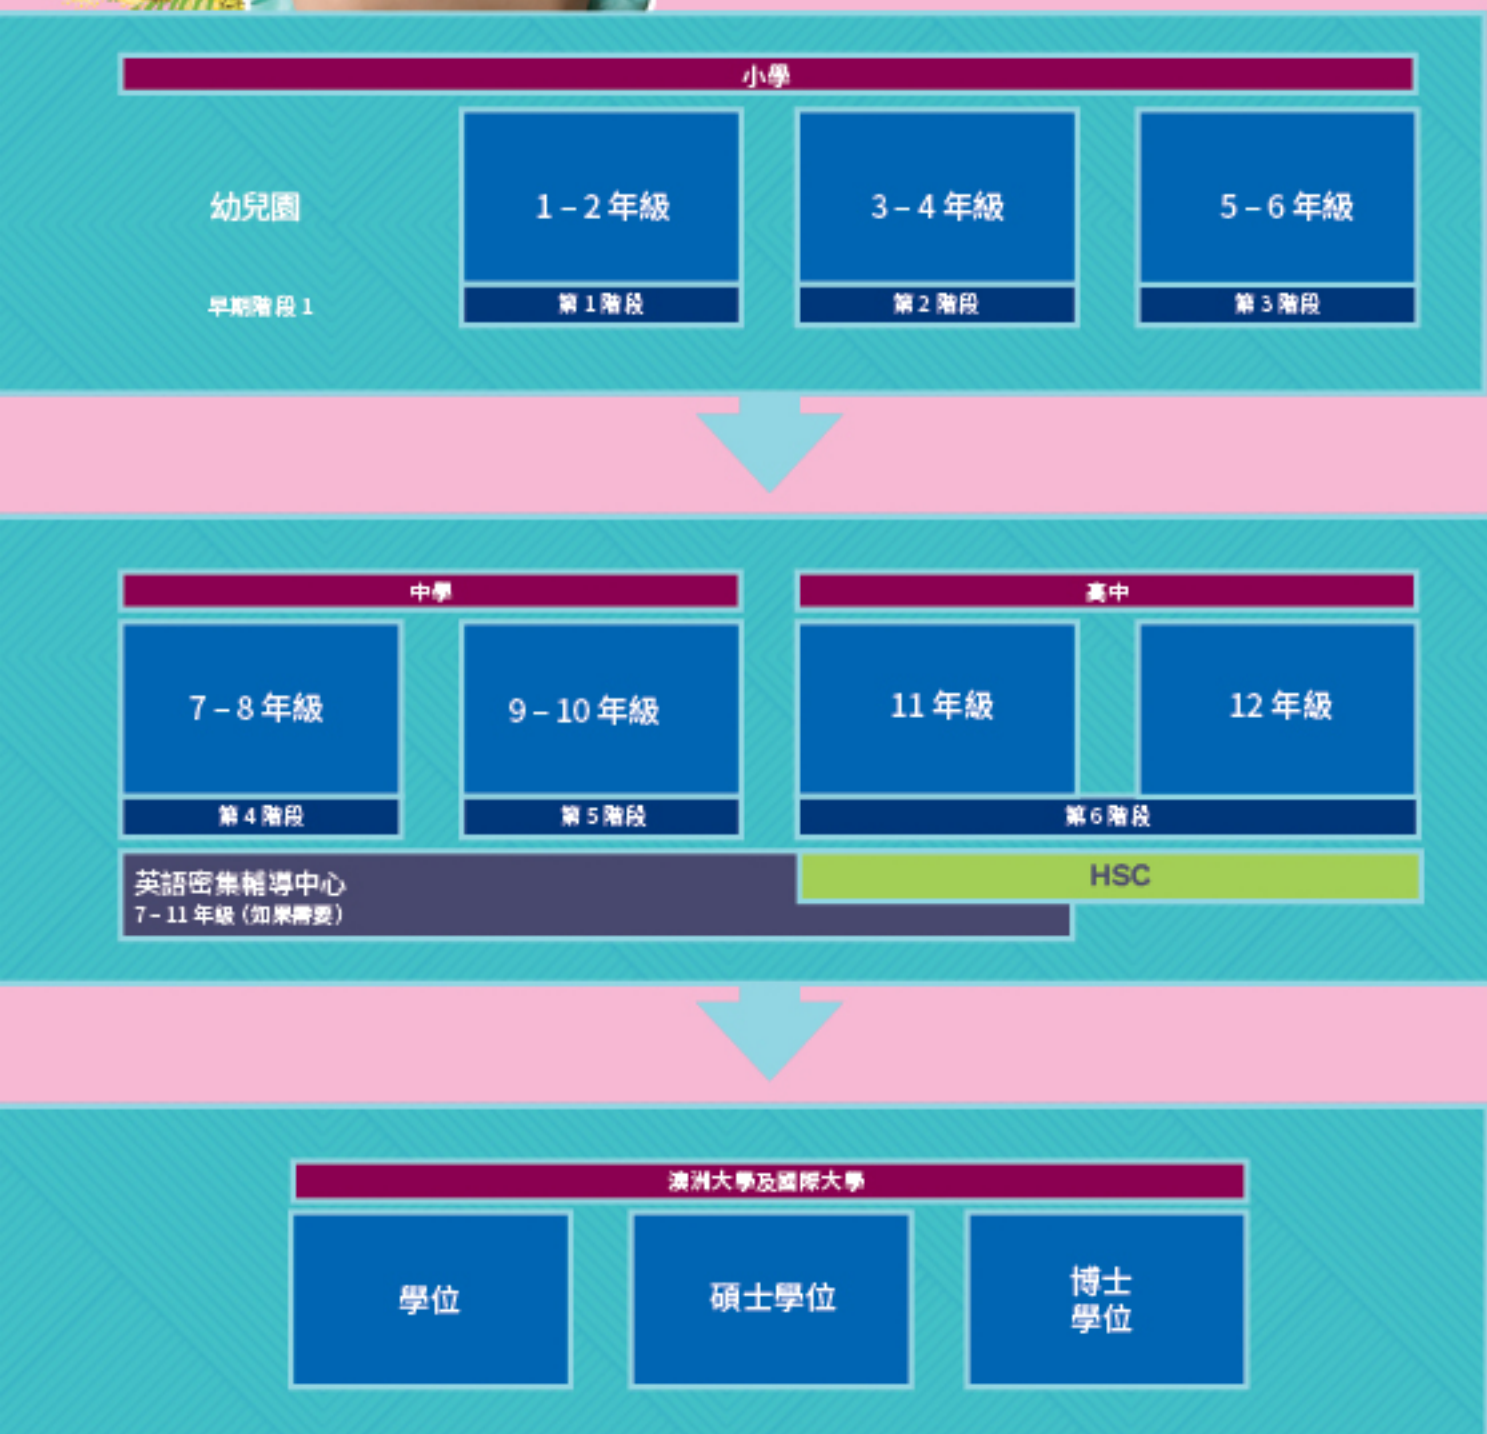 小學
幼兒園
1 – 2 年級
3 – 4 年級
5 – 6 年級
早期階段 1
第 1 階段
第 2 階段
第 3 階段
中學
高中
7 – 8 年級
9 – 10 年級
11 年級
12 年級
第 4 階段
第 5 階段
第 6 階段
英語密集輔導中心
7 – 11 年級（如果需要）
HSC
澳洲大學及國際大學
學位
碩士學位
博士
學位